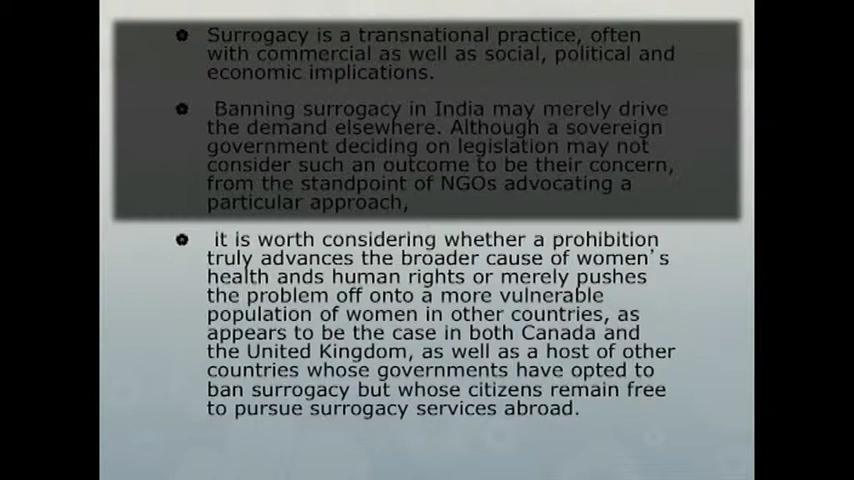 Surrogacy is a transnational practice, often
with commercial as well as social, political and
economic implications.
Banning surrogacy in India may merely drive
the demand elsewhere. Although a sovereign
government deciding on legislation may not
consider such an outcome to be their concern,
from the standpoint of NGOs advocating a
particular approach,
it is worth considering whether a prohibition
truly advances the broader cause of women's
health ands human rights or merely pushes
the problem off onto a more vulnerable
population of women in other countries, as
appears to be the case in both Canada and
the United Kingdom, as well as a host of other
countries whose governments have opted to
ban surrogacy but whose citizens remain free
to pursue surrogacy services abroad.